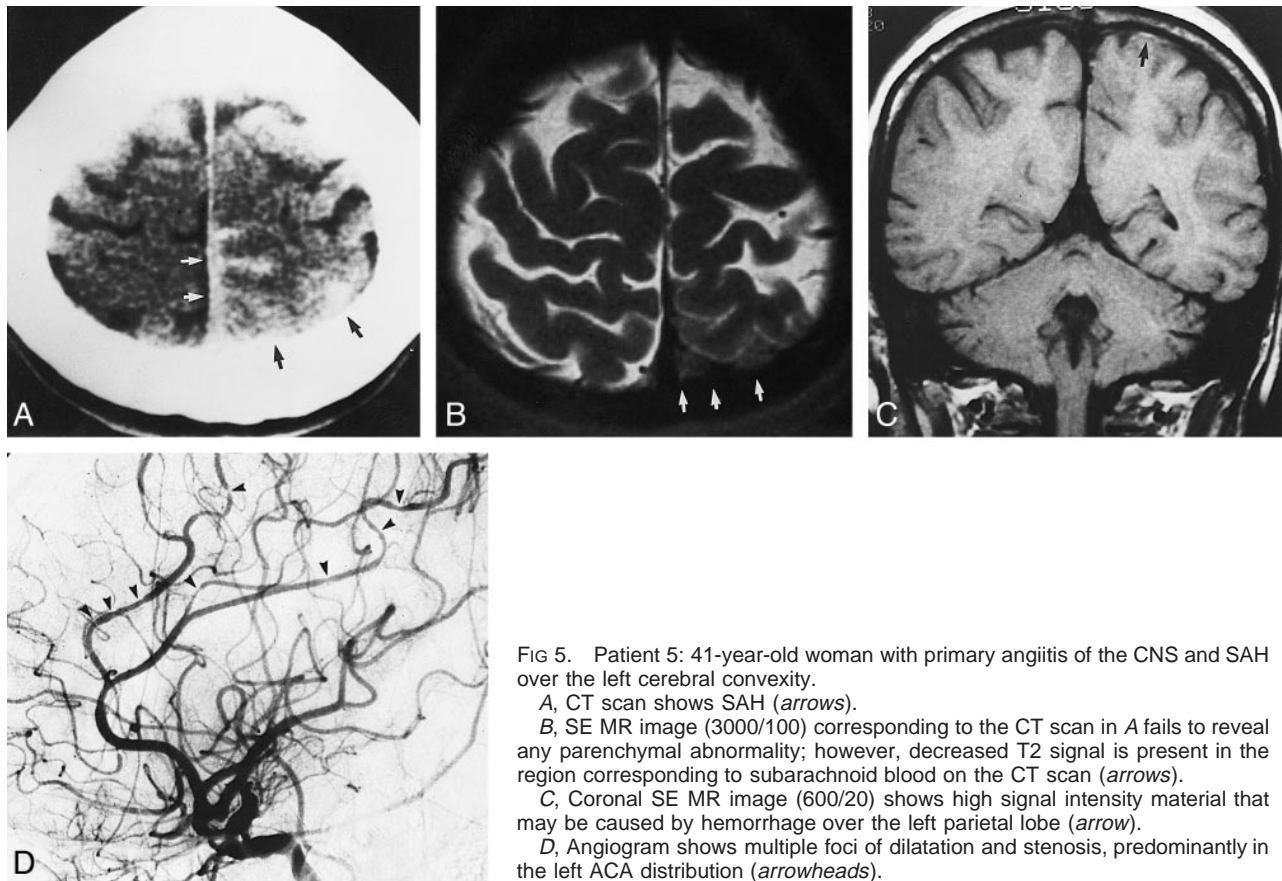 A
B
C
D
FIG 5. Patient 5: 41-year-old woman with primary angiitis of the CNS and SAH
over the left cerebral convexity.
A, CT scan shows SAH (arrows).
B, SE MR image (3000/100) corresponding to the CT scan in A fails to reveal
any parenchymal abnormality; however, decreased T2 signal is present in the
region corresponding to subarachnoid blood on the CT scan (arrows).
C, Coronal SE MR image (600/20) shows high signal intensity material that
may be caused by hemorrhage over the left parietal lobe (arrow).
D, Angiogram shows multiple foci of dilatation and stenosis, predominantly in
the left ACA distribution (arrowheads).